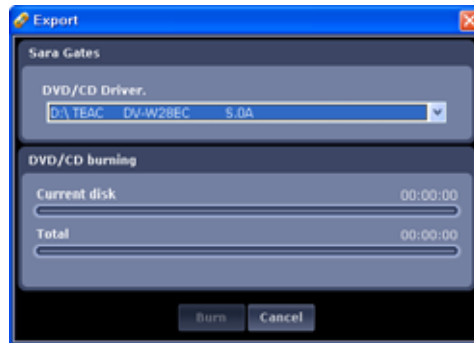 Export
Sara Gates
DVD/CD Driver.
D:\ TEAC DV-W28EC S.0A
DVD/CD burning
Current disk 00:00:00
Total 00:00:00
Burn Cancel